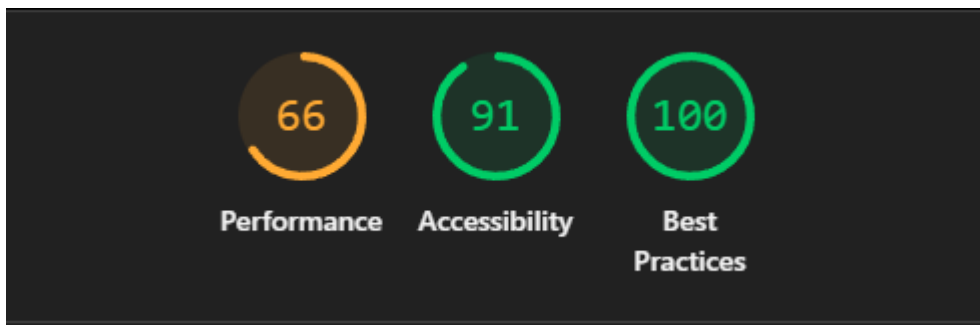 66
91
100
Performance
Accessibility
Best
Practices